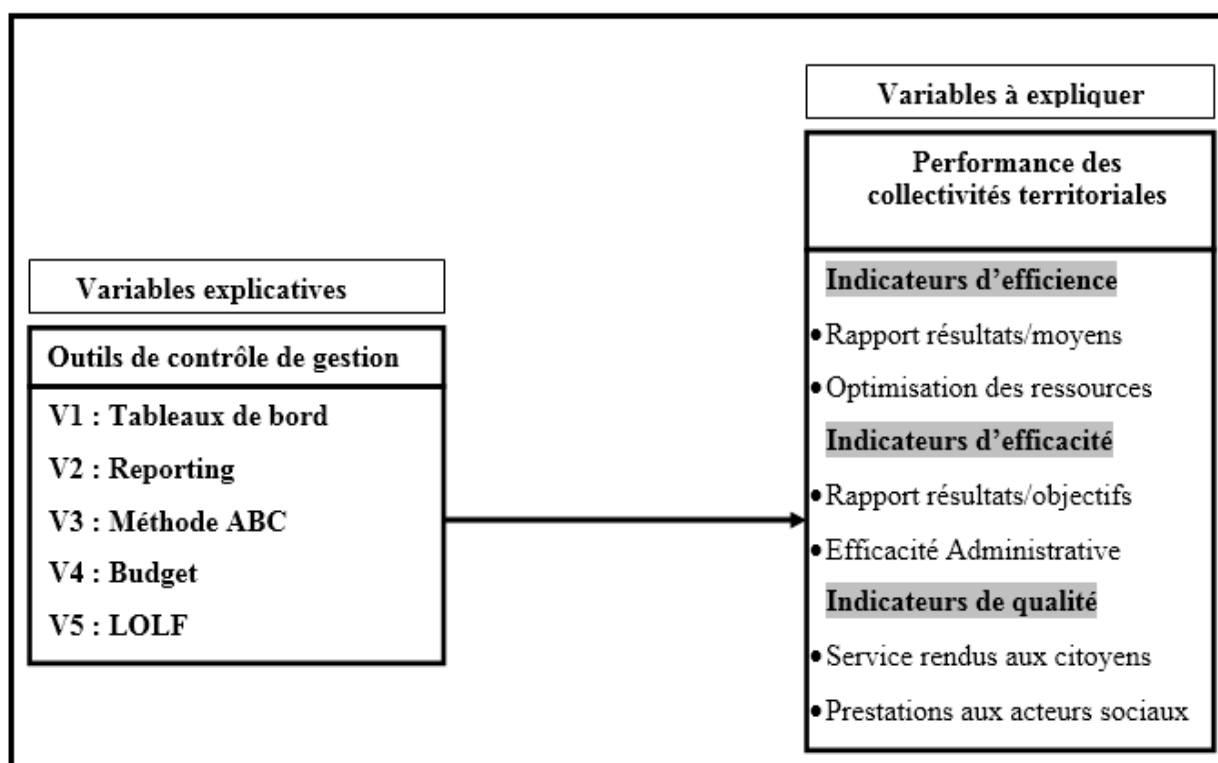 Variables explicatives
Outils de contrôle de gestion
V1 : Tableaux de bord
V2 : Reporting
V3 : Méthode ABC
V4 : Budget
V5 : LOLF
Variables à expliquer
Performance des
collectivités territoriales
Indicateurs d’efficience
•Rapport résultats/moyens
•Optimisation des ressources
Indicateurs d’efficacité
•Rapport résultats/objectifs
•Efficacité Administrative
Indicateurs de qualité
•Service rendus aux citoyens
•Prestations aux acteurs sociaux